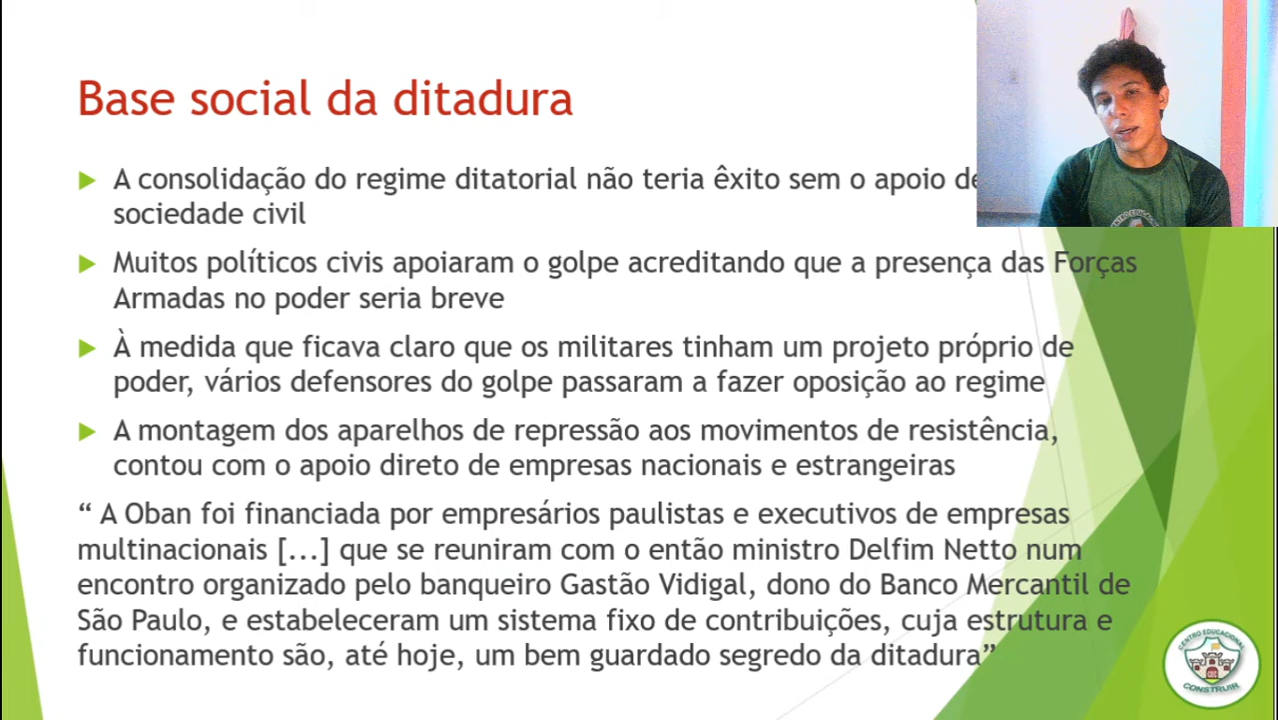 Base social da ditadura
A consolidação do regime ditatorial não teria êxito sem o apoio de
sociedade civil
Muitos políticos civis apoiaram o golpe acreditando que a presença das Forças
Armadas no poder seria breve
À medida que ficava claro que os militares tinham um projeto próprio de
poder, vários defensores do golpe passaram a fazer oposição ao regime
A montagem dos aparelhos de repressão aos movimentos de resistência,
contou com o apoio direto de empresas nacionais e estrangeiras
“ A Oban foi financiada por empresários paulistas e executivos de empresas
multinacionais [...] que se reuniram com o então ministro Delfim Netto num
encontro organizado pelo banqueiro Gastão Vidigal, dono do Banco Mercantil de
São Paulo, e estabeleceram um sistema fixo de contribuições, cuja estrutura e
funcionamento são, até hoje, um bem guardado segredo da ditadura”
CENTRO EDUCACIONAL
CEC
CONSTRUIR